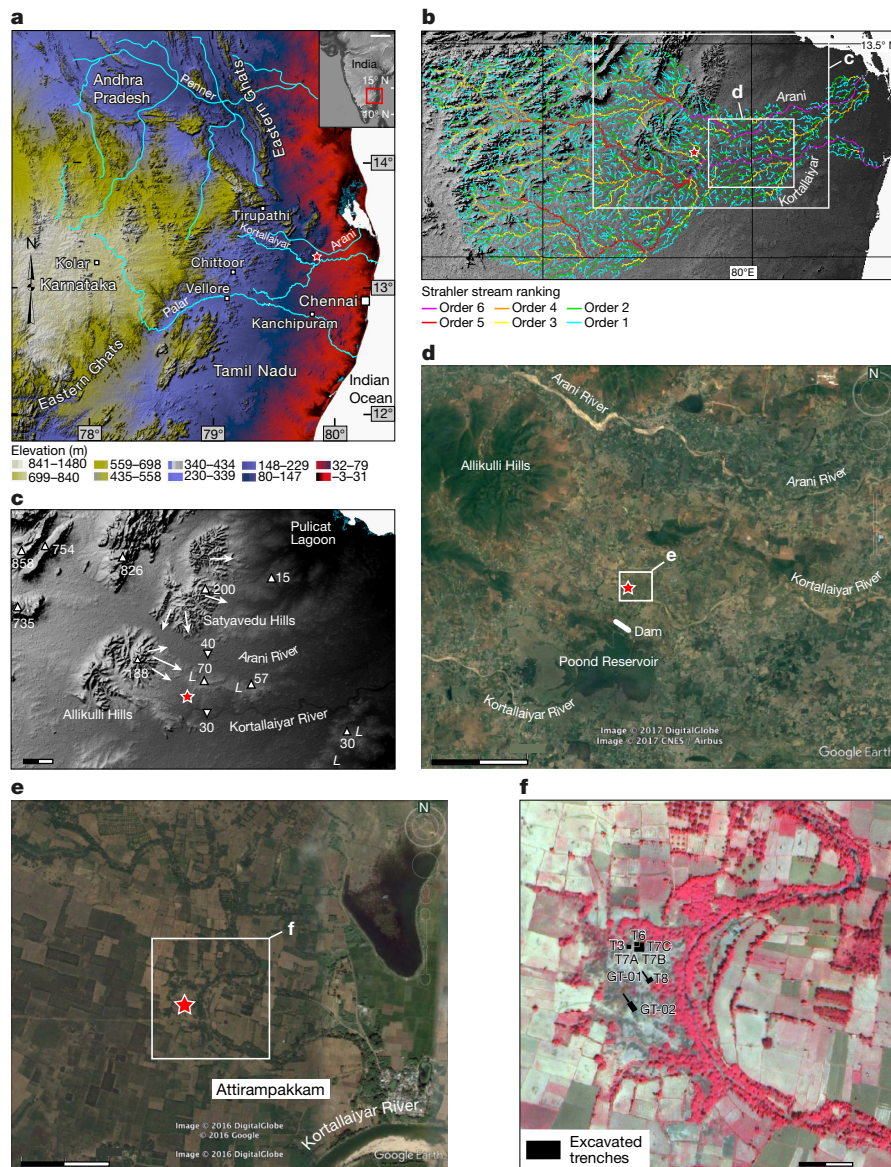 a
India
15°
10° N
Andhra
Pradesh
Penner
Eastern Ghats
14°
Tirupathi
Kortallaiyar
Arani
N
Kolar
Chittoor
Karnataka
Vellore
13°
Palar
Chennai
Kanchipuram
Eastern Ghats
Tamil Nadu
Indian
Ocean
12°
78°
79°
80°
Elevation (m)
841–1480
559–698
340–434
148–229
32–79
699–840
435–558
230–339
80–147
–3–31
b
13.5° N
c
d
Arani
Kortallaiyar
80°E
Strahler stream ranking
Order 6
Order 4
Order 2
Order 5
Order 3
Order 1
c
Pulicat
Lagoon
858
754
826
200
15
735
Satyavedu Hills
40
Arani River
188
70
L
L
57
Allikulli Hills
Kortallaiyar River
30
30
L
L
d
N
Arani River
Allikulli Hills
Arani River
e
Kortallaiyar River
Dam
Poond Reservoir
Kortallaiyar River
Image © 2017 DigitalGlobe
Image © 2017 CNES / Airbus
Google Earth
e
N
f
Attirampakkam
Kortallaiyar River
Image © 2016 DigitalGlobe
© 2016 Google
Image © 2016 DigitalGlobe
Google Earth
f
T6
T3
T7C
T7A
T7B
GT-01
T8
GT-02
Excavated
trenches